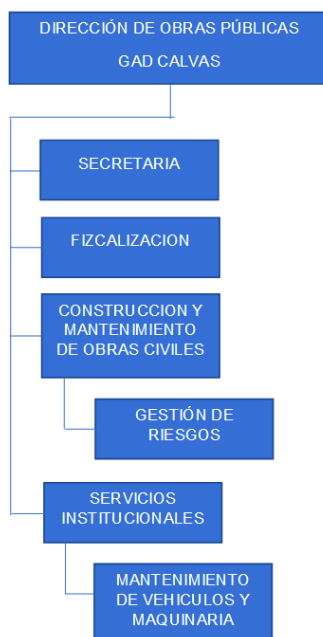 DIRECCIÓN DE OBRAS PÚBLICAS
GAD CALVAS
SECRETARIA
FIZCALIZACION
CONSTRUCCION Y
MANTENIMIENTO
DE OBRAS CIVILES
GESTIÓN DE
RIESGOS
SERVICIOS
INSTITUCIONALES
MANTENIMIENTO
DE VEHICULOS Y
MAQUINARIA